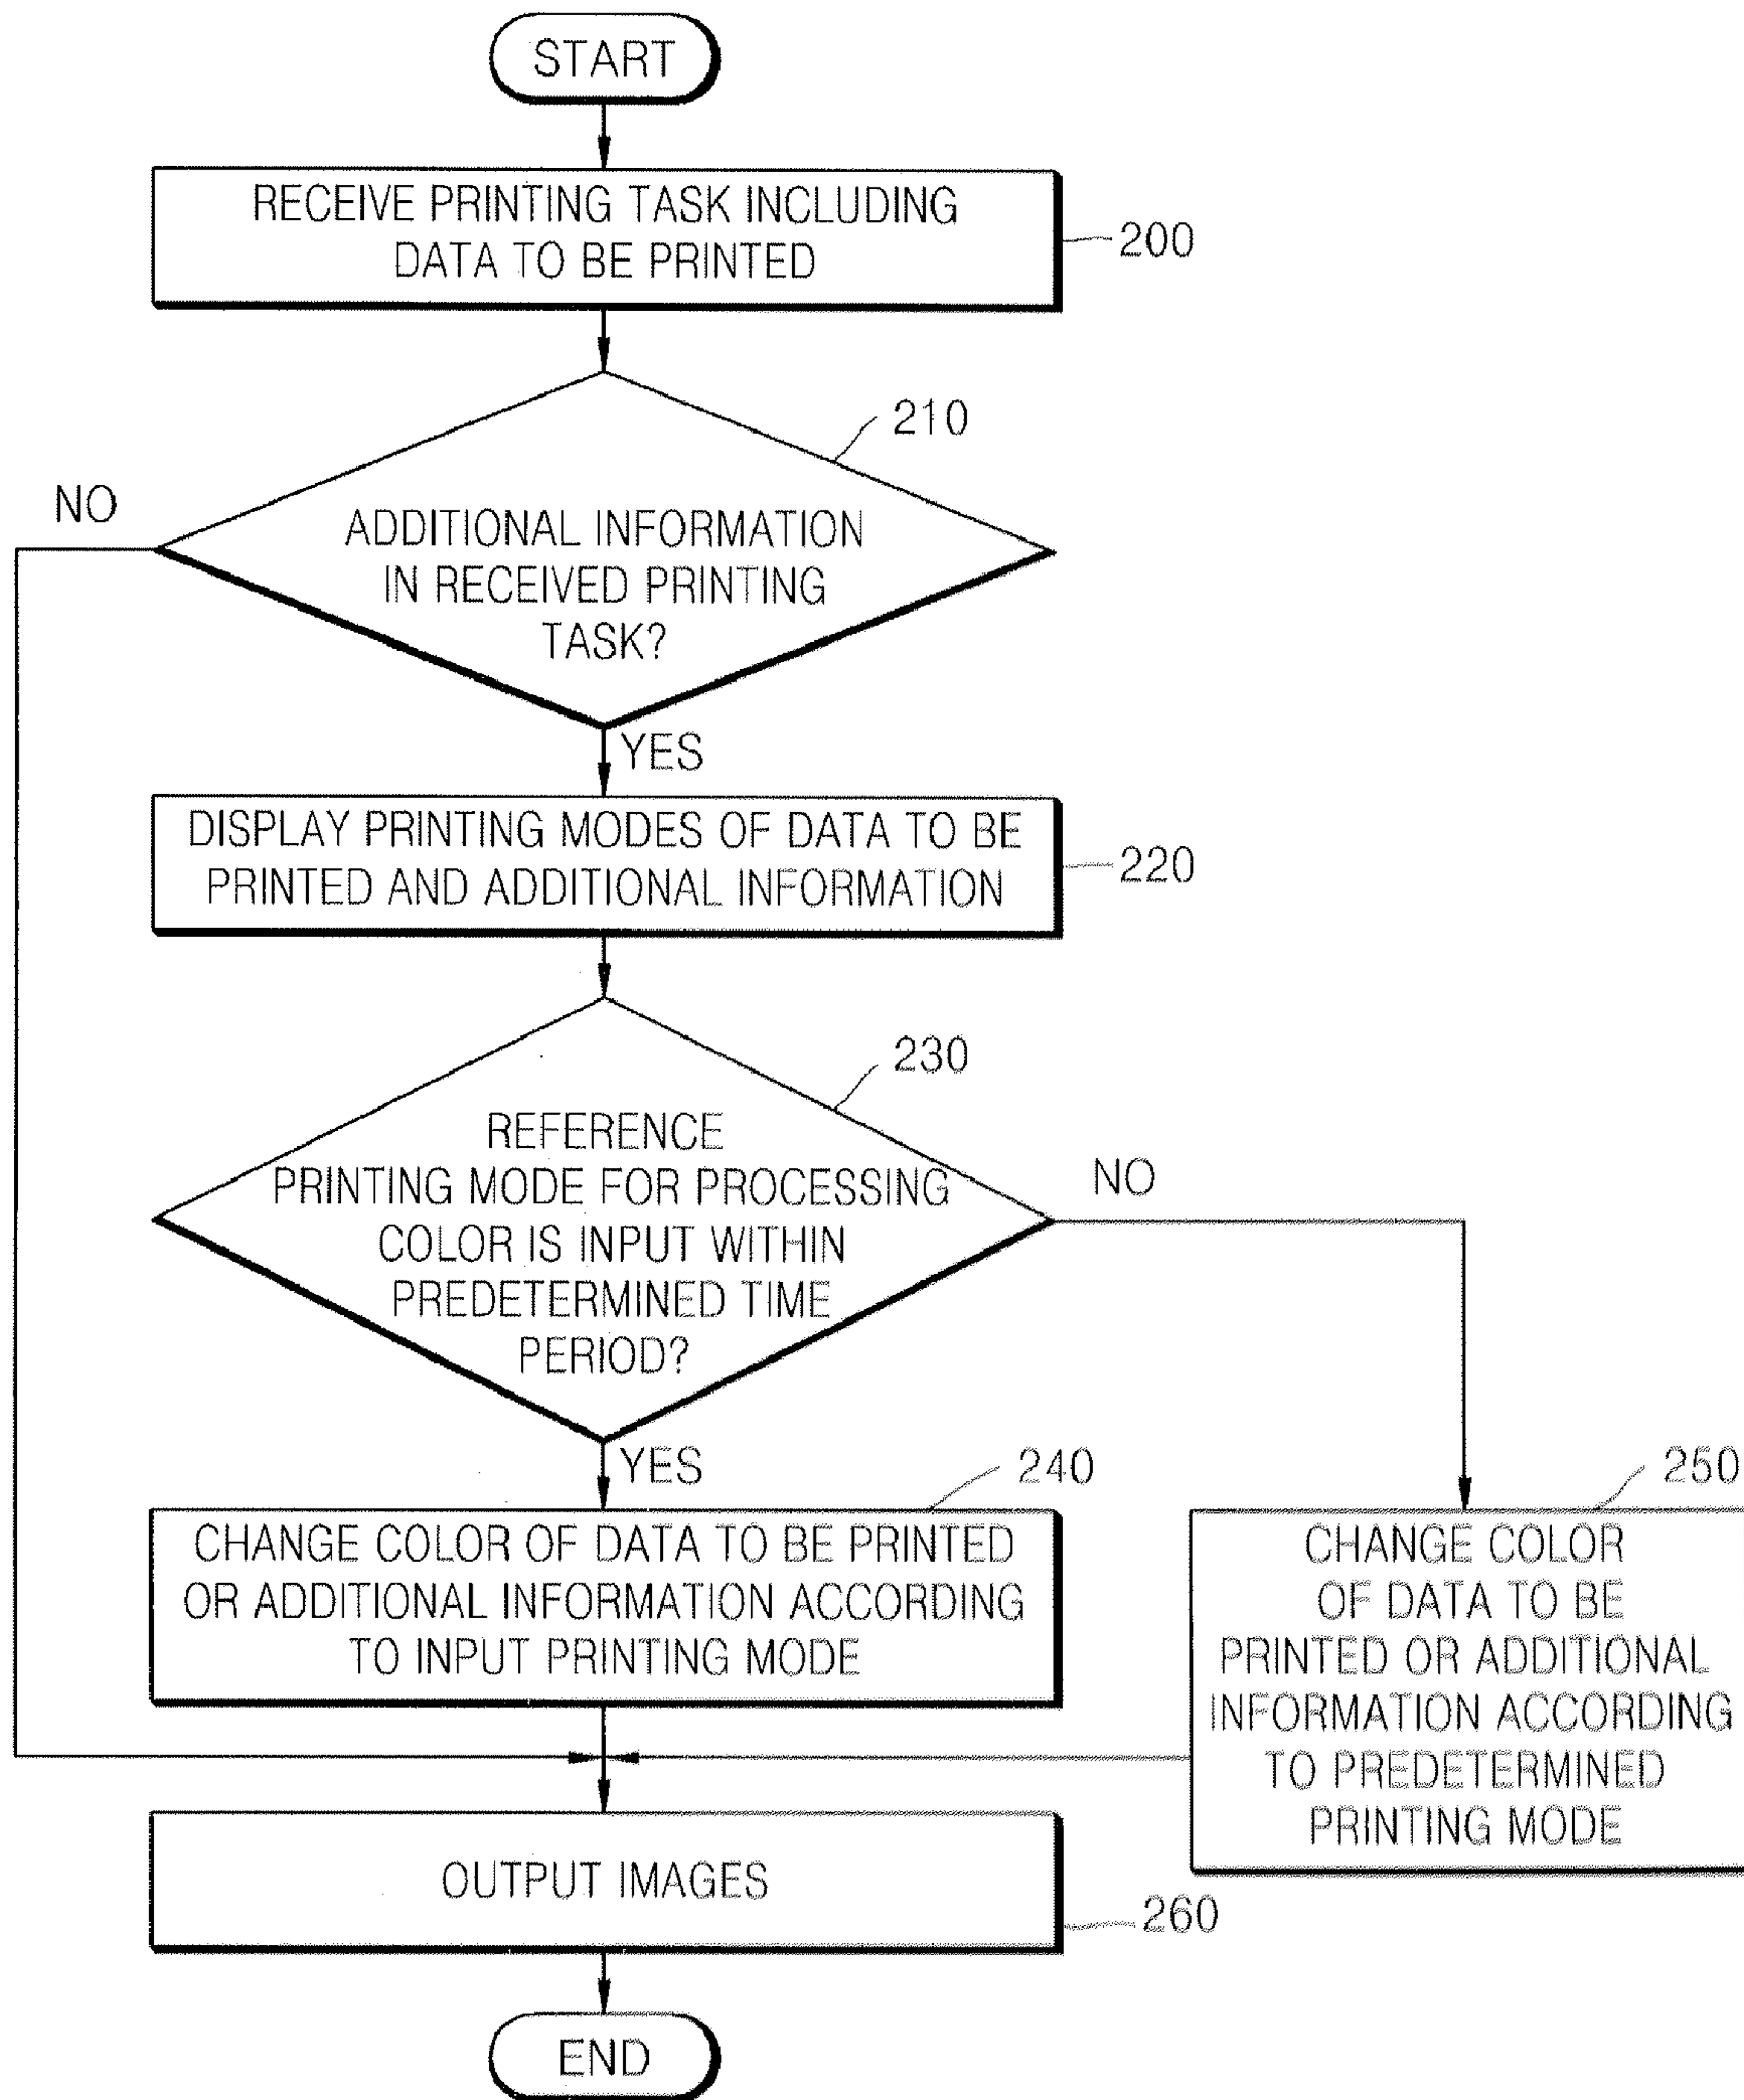 START
RECEIVE PRINTING TASK INCLUDING
DATA TO BE PRINTED
200
210
NO
ADDITIONAL INFORMATION
IN RECEIVED PRINTING
TASK?
YES
DISPLAY PRINTING MODES OF DATA TO BE
PRINTED AND ADDITIONAL INFORMATION
220
230
REFERENCE
PRINTING MODE FOR PROCESSING
COLOR IS INPUT WITHIN
PREDETERMINED TIME
PERIOD?
NO
YES
240
CHANGE COLOR OF DATA TO BE PRINTED
OR ADDITIONAL INFORMATION ACCORDING
TO INPUT PRINTING MODE
250
CHANGE COLOR
OF DATA TO BE
PRINTED OR ADDITIONAL
INFORMATION ACCORDING
TO PREDETERMINED
PRINTING MODE
OUTPUT IMAGES
260
END